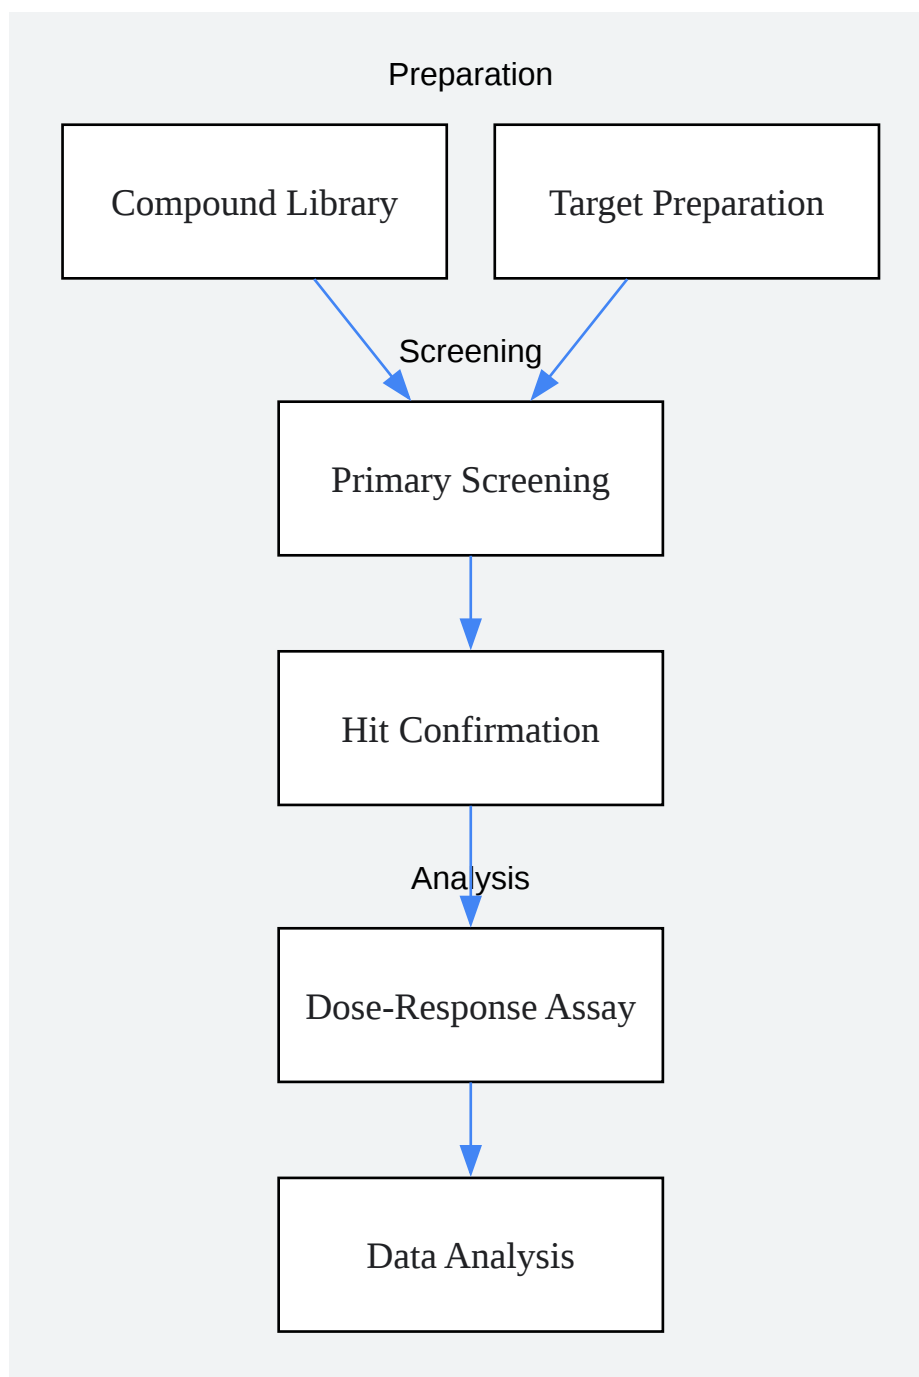 Preparation
Compound Library
Target Preparation
Screening
Primary Screening
Hit Confirmation
Analysis
Dose-Response Assay
Data Analysis